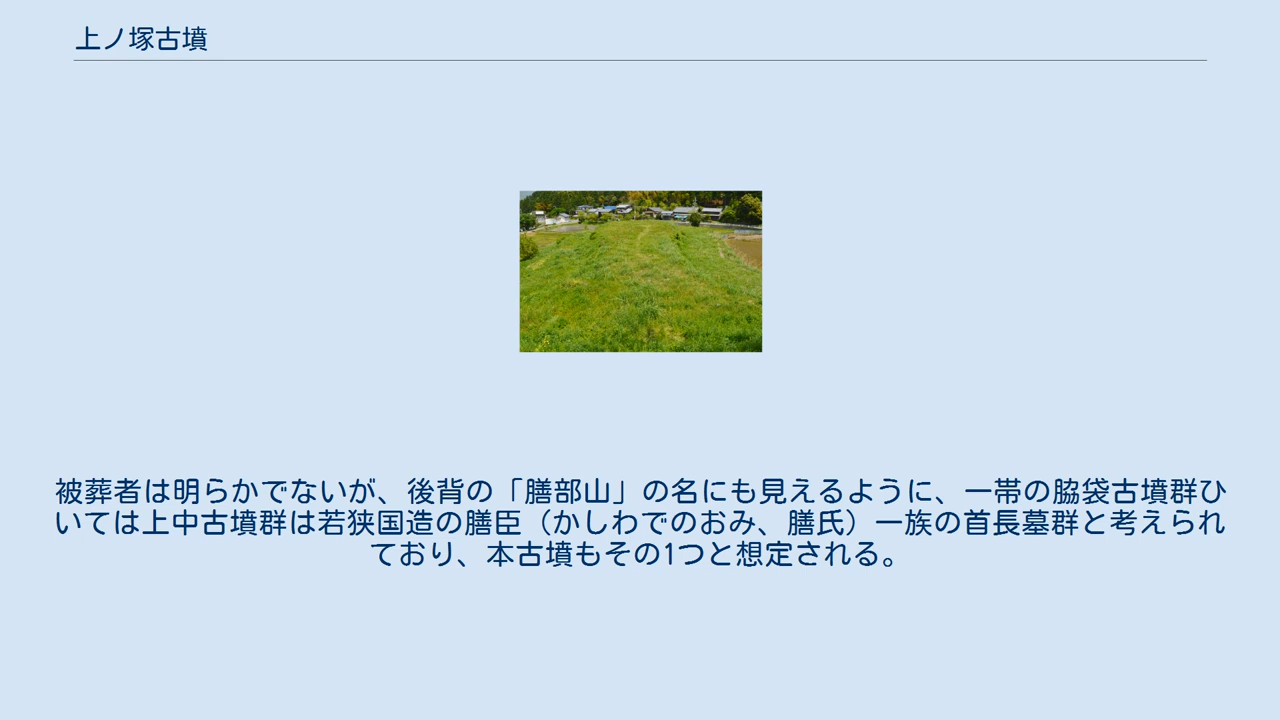 上ノ塚古墳
被葬者は明らかでないが、後背の「膳部山」の名にも見えるように、一帯の脇袋古墳群ひ
いては上中古墳群は若狭国造の膳臣（かしわでのおみ、膳氏）一族の首長墓群と考えられ
ており、本古墳もその1つと想定される。